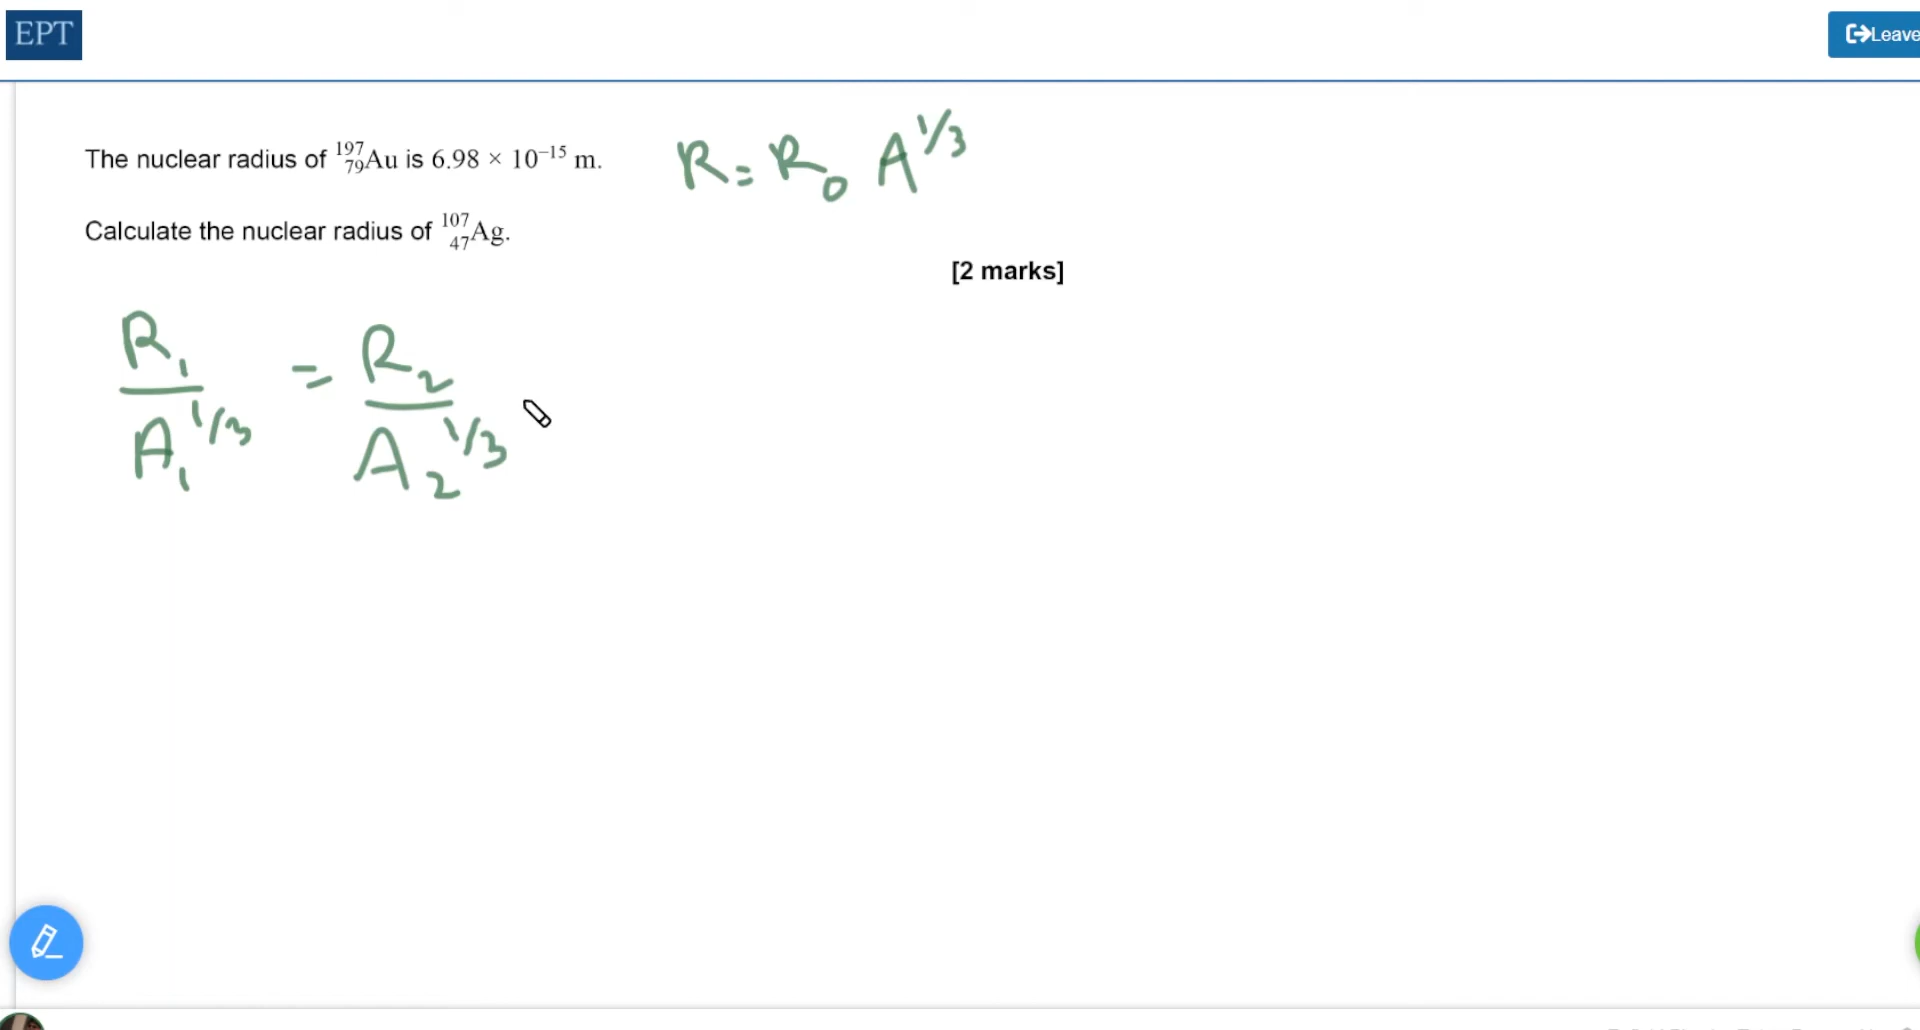 EPT
Leave
The nuclear radius of ¹⁹⁷₇₉Au is 6.98 × 10⁻¹⁵ m.
R = R₀ A^1/3
Calculate the nuclear radius of ¹⁰⁷₄₇Ag.
[2 marks]
R₁/A₁^1/3 = R₂/A₂^1/3